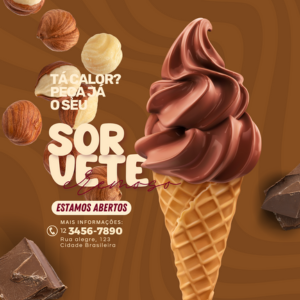 TÁ CALOR?
PEÇA JÁ
O SEU
SOR
VETE
Cremoso
ESTAMOS ABERTOS
MAIS INFORMAÇÕES:
12 3456-7890
Rua alegre, 123
Cidade Brasileira